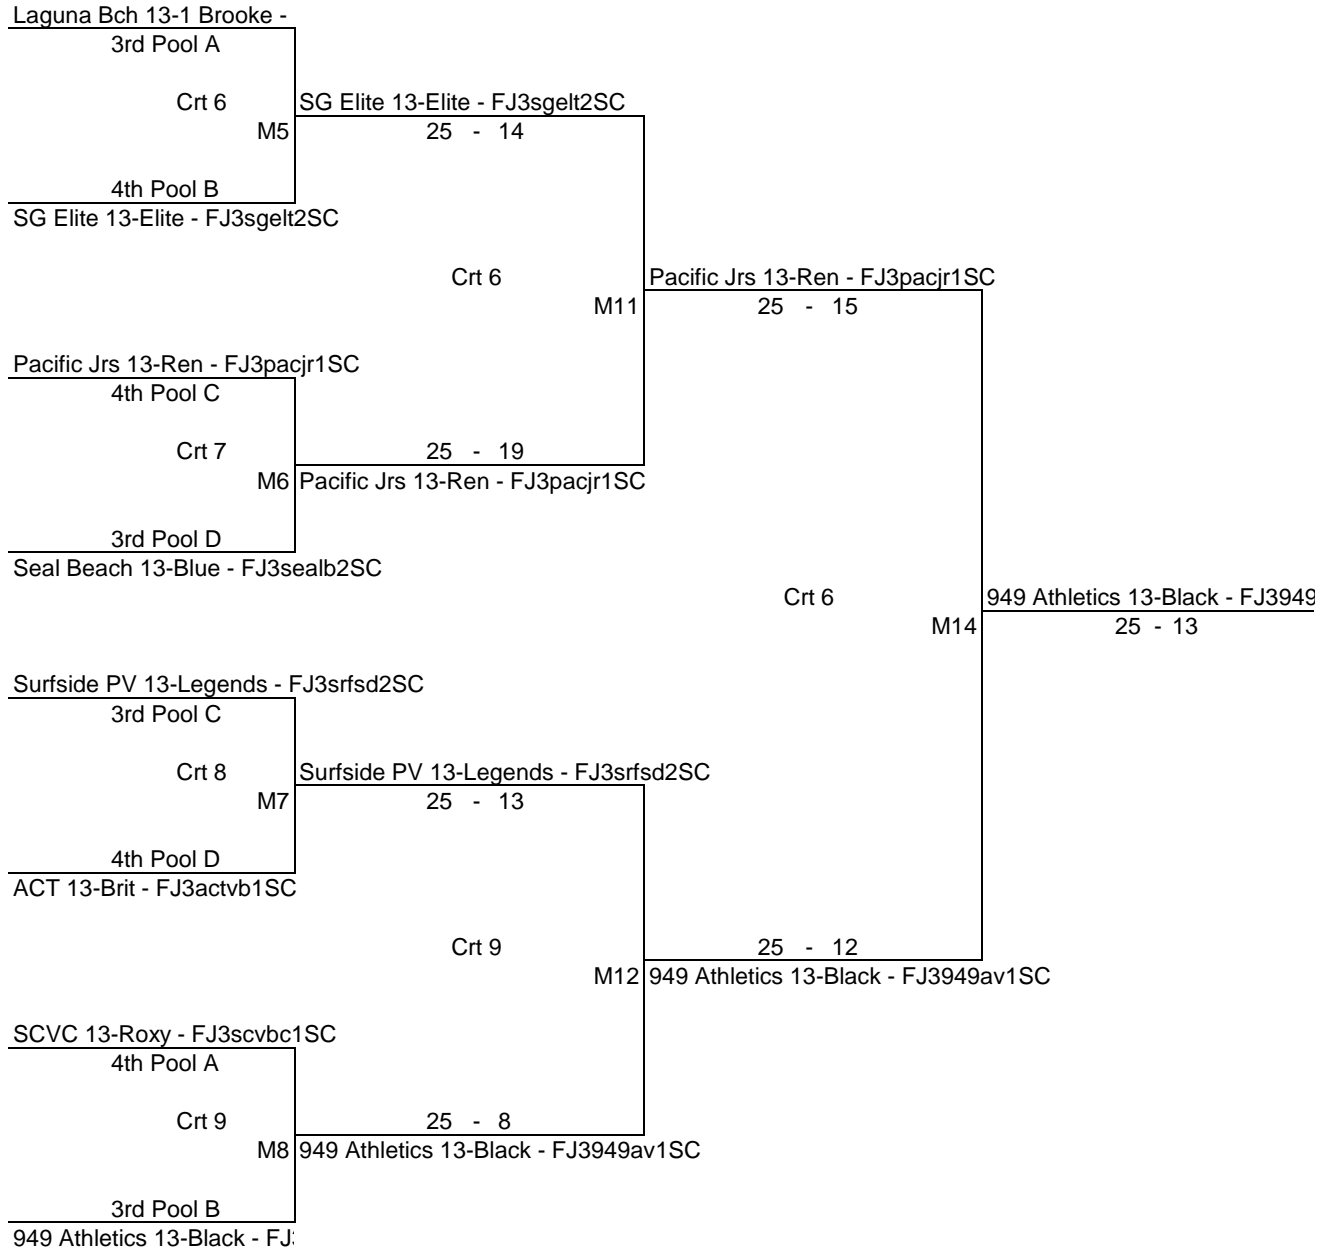 Laguna Bch 13-1 Brooke -
3rd Pool A
Crt 6
SG Elite 13-Elite - FJ3sgelt2SC
M5
25 - 14
4th Pool B
SG Elite 13-Elite - FJ3sgelt2SC
Crt 6
Pacific Jrs 13-Ren - FJ3pacjr1SC
M11
25 - 15
Pacific Jrs 13-Ren - FJ3pacjr1SC
4th Pool C
Crt 7
25 - 19
M6
Pacific Jrs 13-Ren - FJ3pacjr1SC
3rd Pool D
Seal Beach 13-Blue - FJ3sealb2SC
Crt 6
949 Athletics 13-Black - FJ3949
M14
25 - 13
Surfside PV 13-Legends - FJ3srfsd2SC
3rd Pool C
Crt 8
Surfside PV 13-Legends - FJ3srfsd2SC
M7
25 - 13
4th Pool D
ACT 13-Brit - FJ3actvb1SC
Crt 9
25 - 12
M12
949 Athletics 13-Black - FJ3949av1SC
SCVC 13-Roxy - FJ3scvbc1SC
4th Pool A
Crt 9
25 - 8
M8
949 Athletics 13-Black - FJ3949av1SC
3rd Pool B
949 Athletics 13-Black - FJ